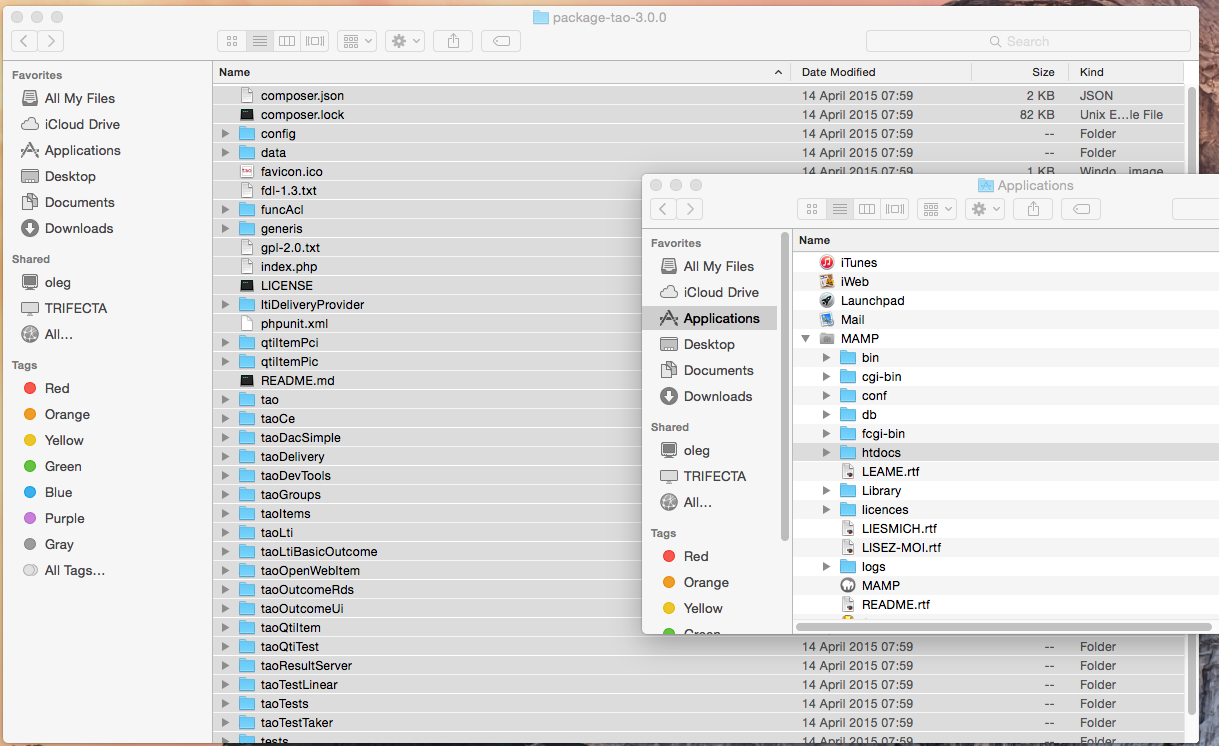 package-tao-3.0.0
Search
Favorites
All My Files
iCloud Drive
Applications
Desktop
Documents
Downloads
Shared
oleg
TRIFECTA
All...
Tags
Red
Orange
Yellow
Green
Blue
Purple
Gray
All Tags...
Name Date Modified Size Kind
composer.json 14 April 2015 07:59 2 KB JSON
composer.lock 14 April 2015 07:59 82 KB Unix E...le File
config 14 April 2015 07:59 -- Folder
data 14 April 2015 07:59 -- Folder
favicon.ico 14 April 2015 07:59 1 KB Windo...image
fdl-1.3.txt
funcAcl
generis
gpl-2.0.txt
index.php
LICENSE
ltiDeliveryProvider
phpunit.xml
qtiItemPci
qtiItemPic
README.md
tao
taoCe
taoDacSimple
taoDelivery
taoDevTools
taoGroups
taoItems
taoLti
taoLtiBasicOutcome
taoOpenWebItem
taoOutcomeRds
taoOutcomeUi
taoQtiItem
taoQtiTest 14 April 2015 07:59 -- Folder
taoResultServer 14 April 2015 07:59 -- Folder
taoTestLinear 14 April 2015 07:59 -- Folder
taoTests 14 April 2015 07:59 -- Folder
taoTestTaker 14 April 2015 07:59 -- Folder
tests 14 April 2015 07:59 -- Folder
Applications
Favorites
All My Files
iCloud Drive
Applications
Desktop
Documents
Downloads
Shared
oleg
TRIFECTA
All...
Tags
Red
Orange
Yellow
Green
Name
iTunes
iWeb
Launchpad
Mail
MAMP
bin
cgi-bin
conf
db
fcgi-bin
htdocs
LEAME.rtf
Library
licences
LIESMICH.rtf
LISEZ-MOI.rtf
logs
MAMP
README.rtf